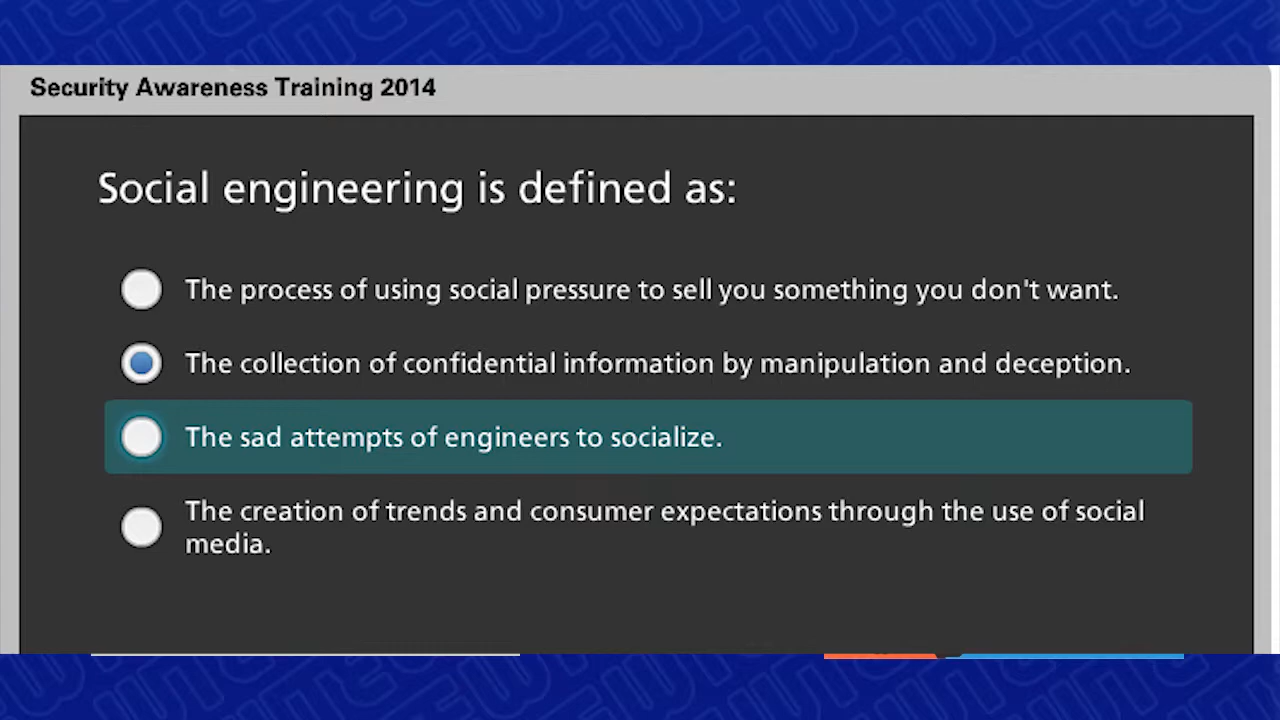 Security Awareness Training 2014
Social engineering is defined as:
The process of using social pressure to sell you something you don't want.
The collection of confidential information by manipulation and deception.
The sad attempts of engineers to socialize.
The creation of trends and consumer expectations through the use of social
media.